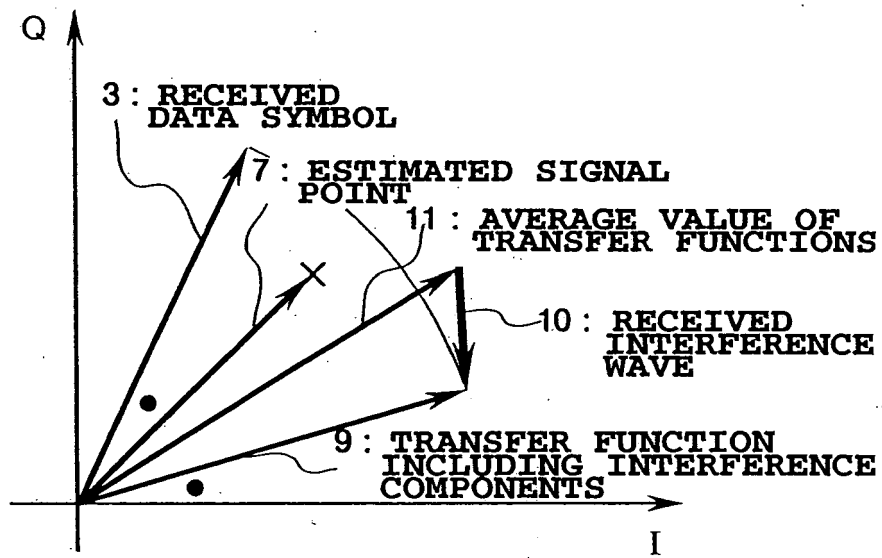 Q
3 : RECEIVED
DATA SYMBOL
7 : ESTIMATED SIGNAL
POINT
11 : AVERAGE VALUE OF
TRANSFER FUNCTIONS
10 : RECEIVED
INTERFERENCE
WAVE
9 : TRANSFER FUNCTION
INCLUDING INTERFERENCE
COMPONENTS
I